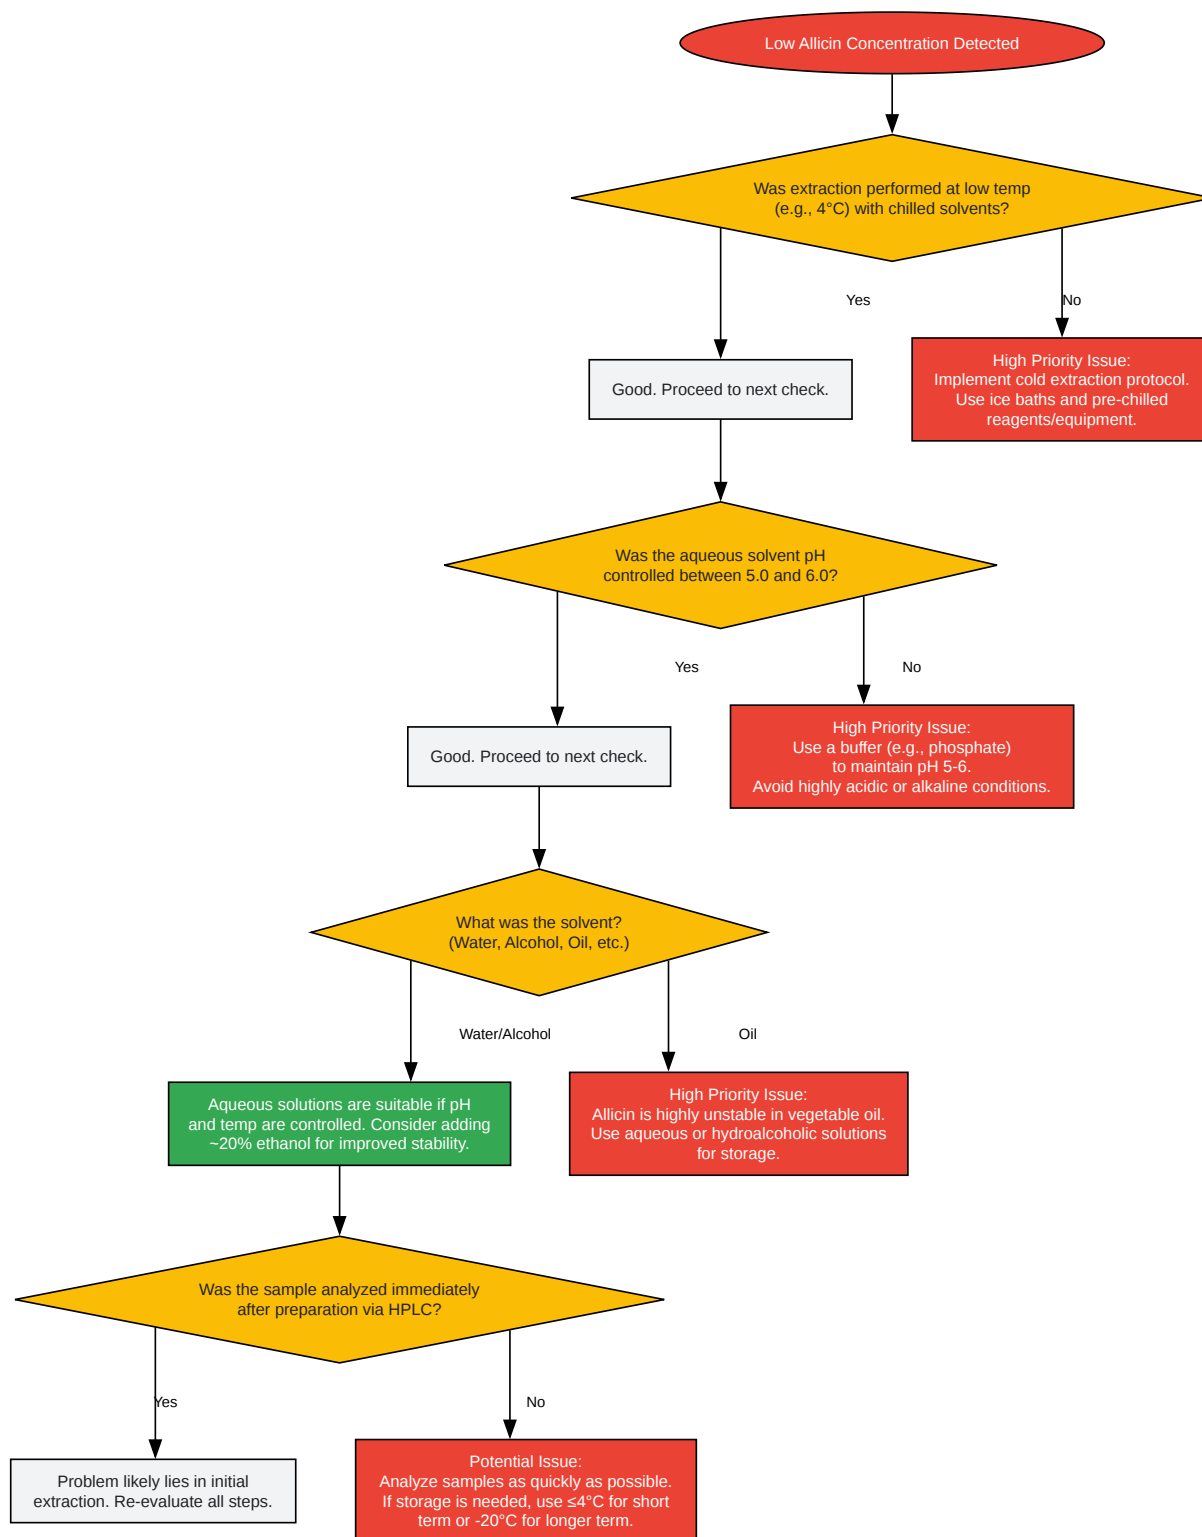 Low Allicin Concentration Detected
Was extraction performed at low temp
(e.g., 4°C) with chilled solvents?
Yes
No
Good. Proceed to next check.
High Priority Issue:
Implement cold extraction protocol.
Use ice baths and pre-chilled
reagents/equipment.
Was the aqueous solvent pH
controlled between 5.0 and 6.0?
Yes
No
Good. Proceed to next check.
High Priority Issue:
Use a buffer (e.g., phosphate)
to maintain pH 5-6.
Avoid highly acidic or alkaline conditions.
What was the solvent?
(Water, Alcohol, Oil, etc.)
Water/Alcohol
Oil
Aqueous solutions are suitable if pH
and temp are controlled. Consider adding
~20% ethanol for improved stability.
High Priority Issue:
Allicin is highly unstable in vegetable oil.
Use aqueous or hydroalcoholic solutions
for storage.
Was the sample analyzed immediately
after preparation via HPLC?
Yes
No
Problem likely lies in initial
extraction. Re-evaluate all steps.
Potential Issue:
Analyze samples as quickly as possible.
If storage is needed, use ≤4°C for short
term or -20°C for longer term.